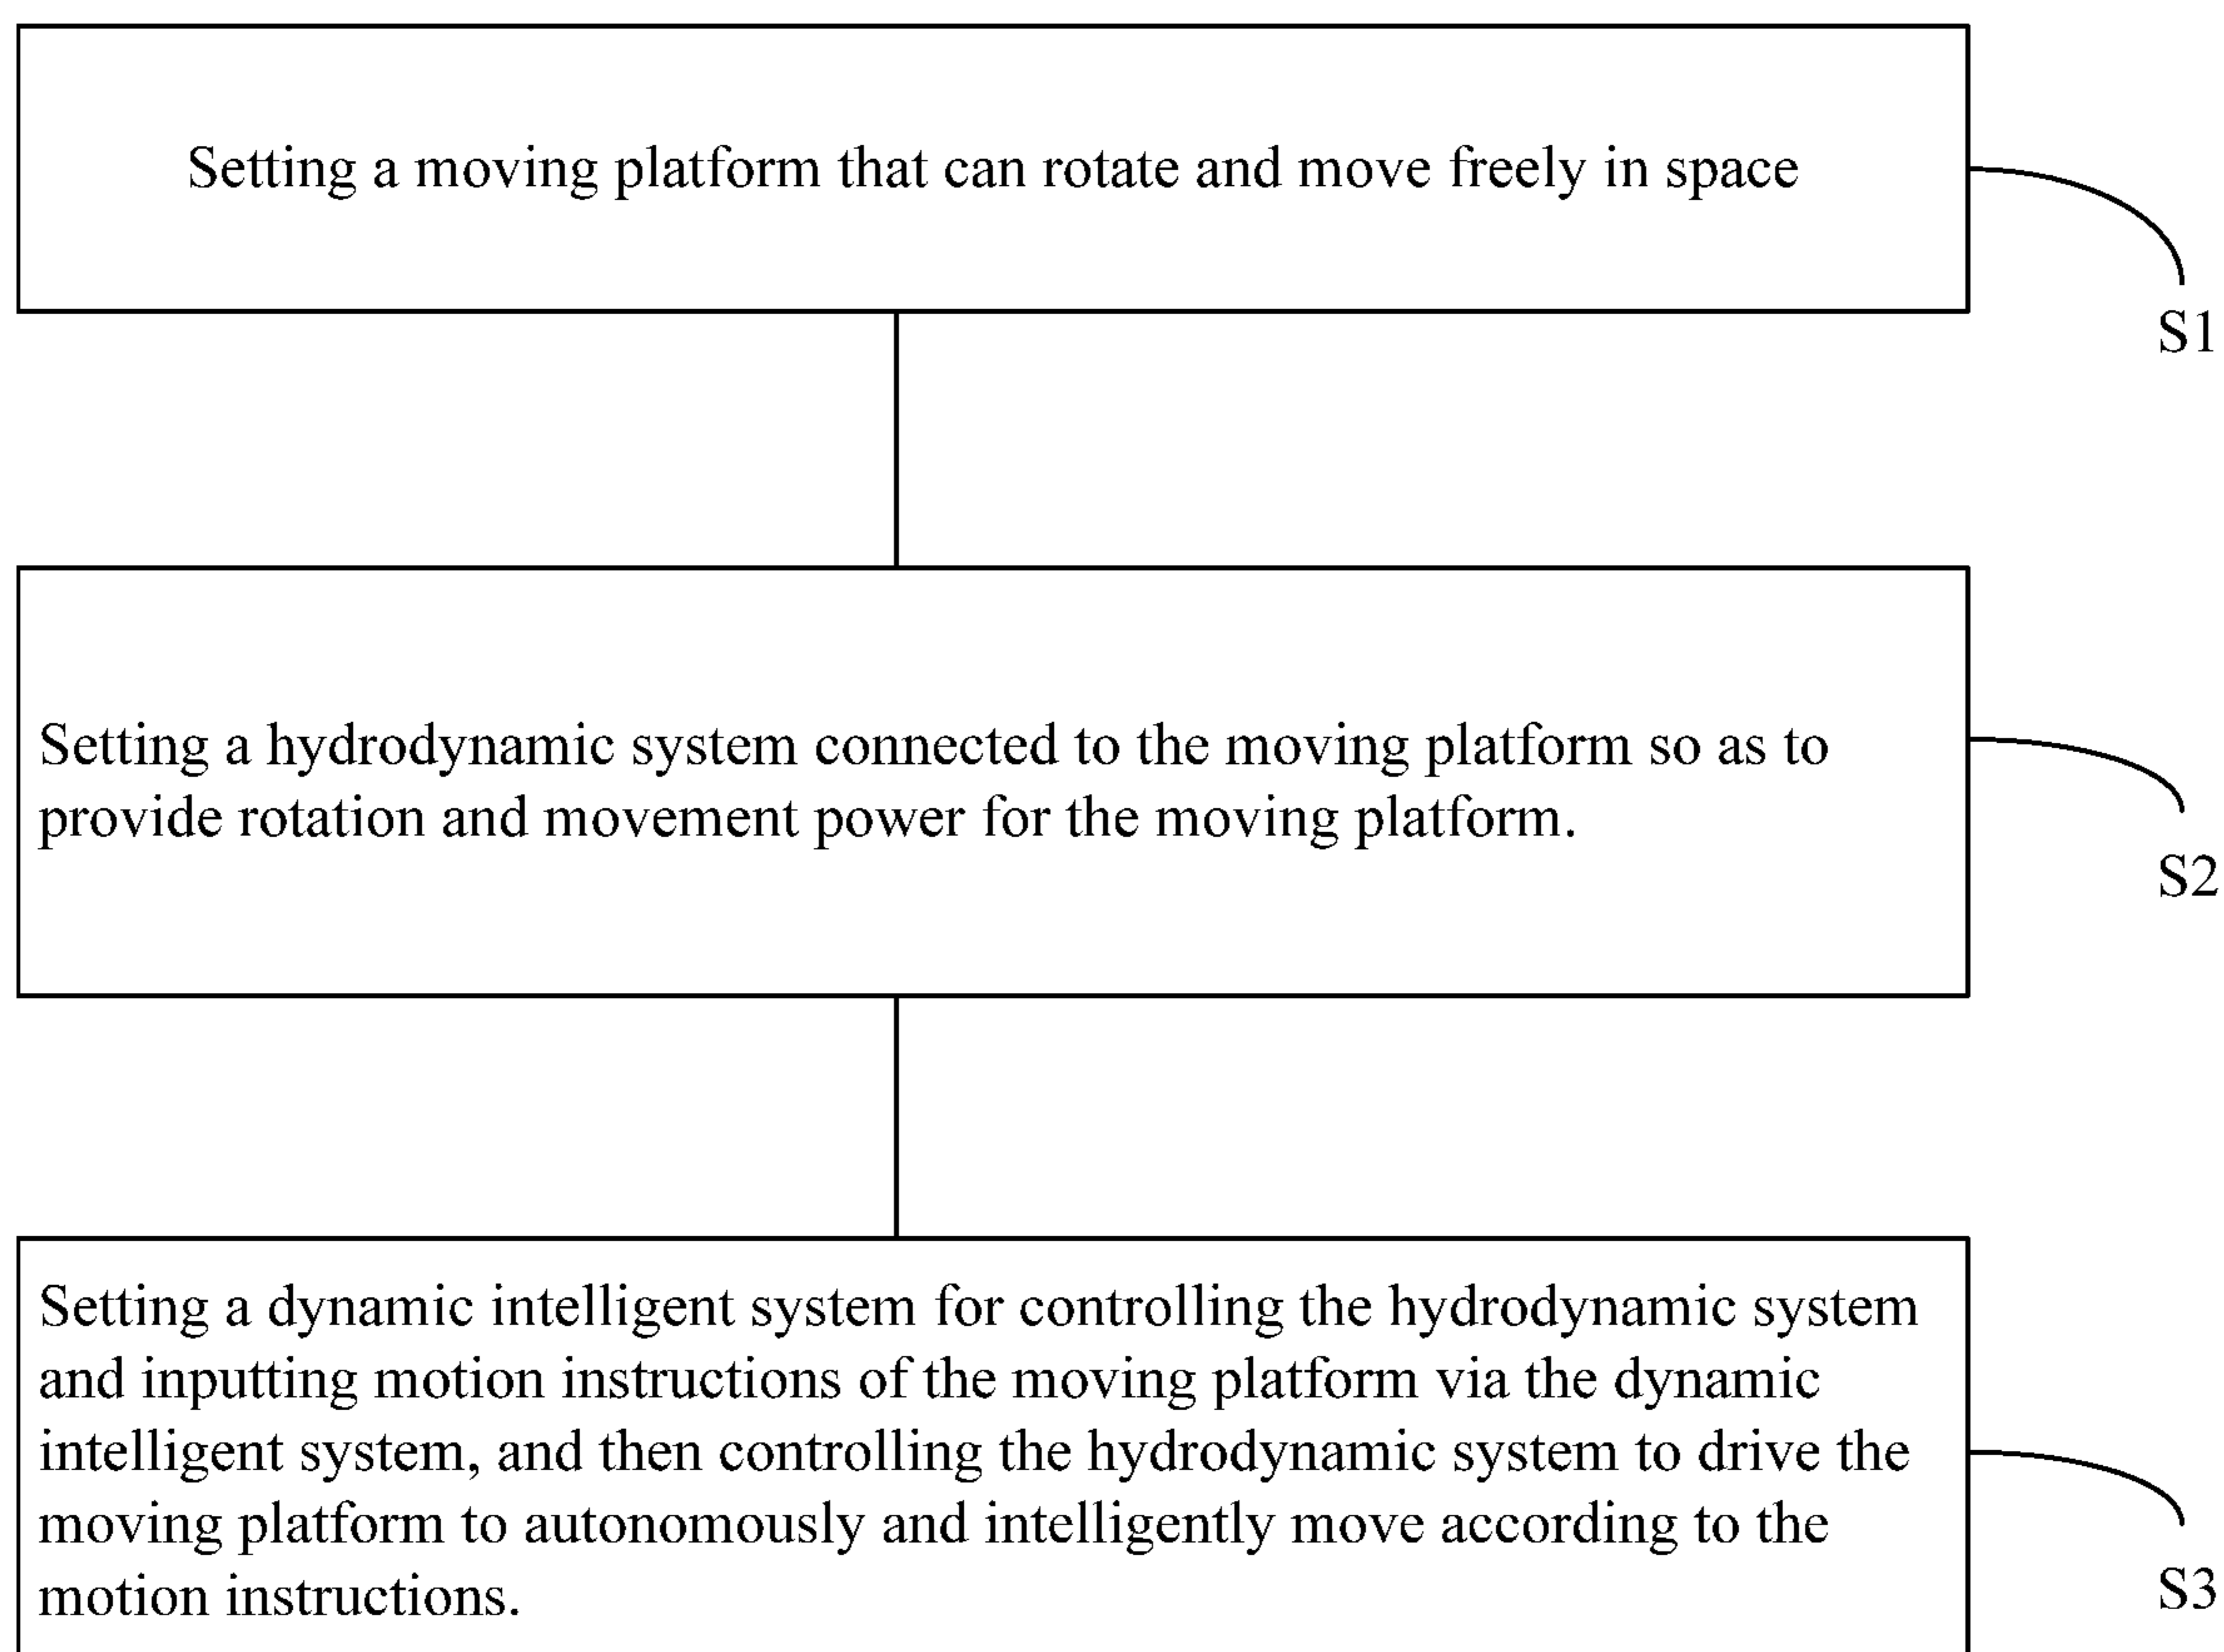 Setting a moving platform that can rotate and move freely in space
S1
Setting a hydrodynamic system connected to the moving platform so as to
provide rotation and movement power for the moving platform.
S2
Setting a dynamic intelligent system for controlling the hydrodynamic system
and inputting motion instructions of the moving platform via the dynamic
intelligent system, and then controlling the hydrodynamic system to drive the
moving platform to autonomously and intelligently move according to the
motion instructions.
S3